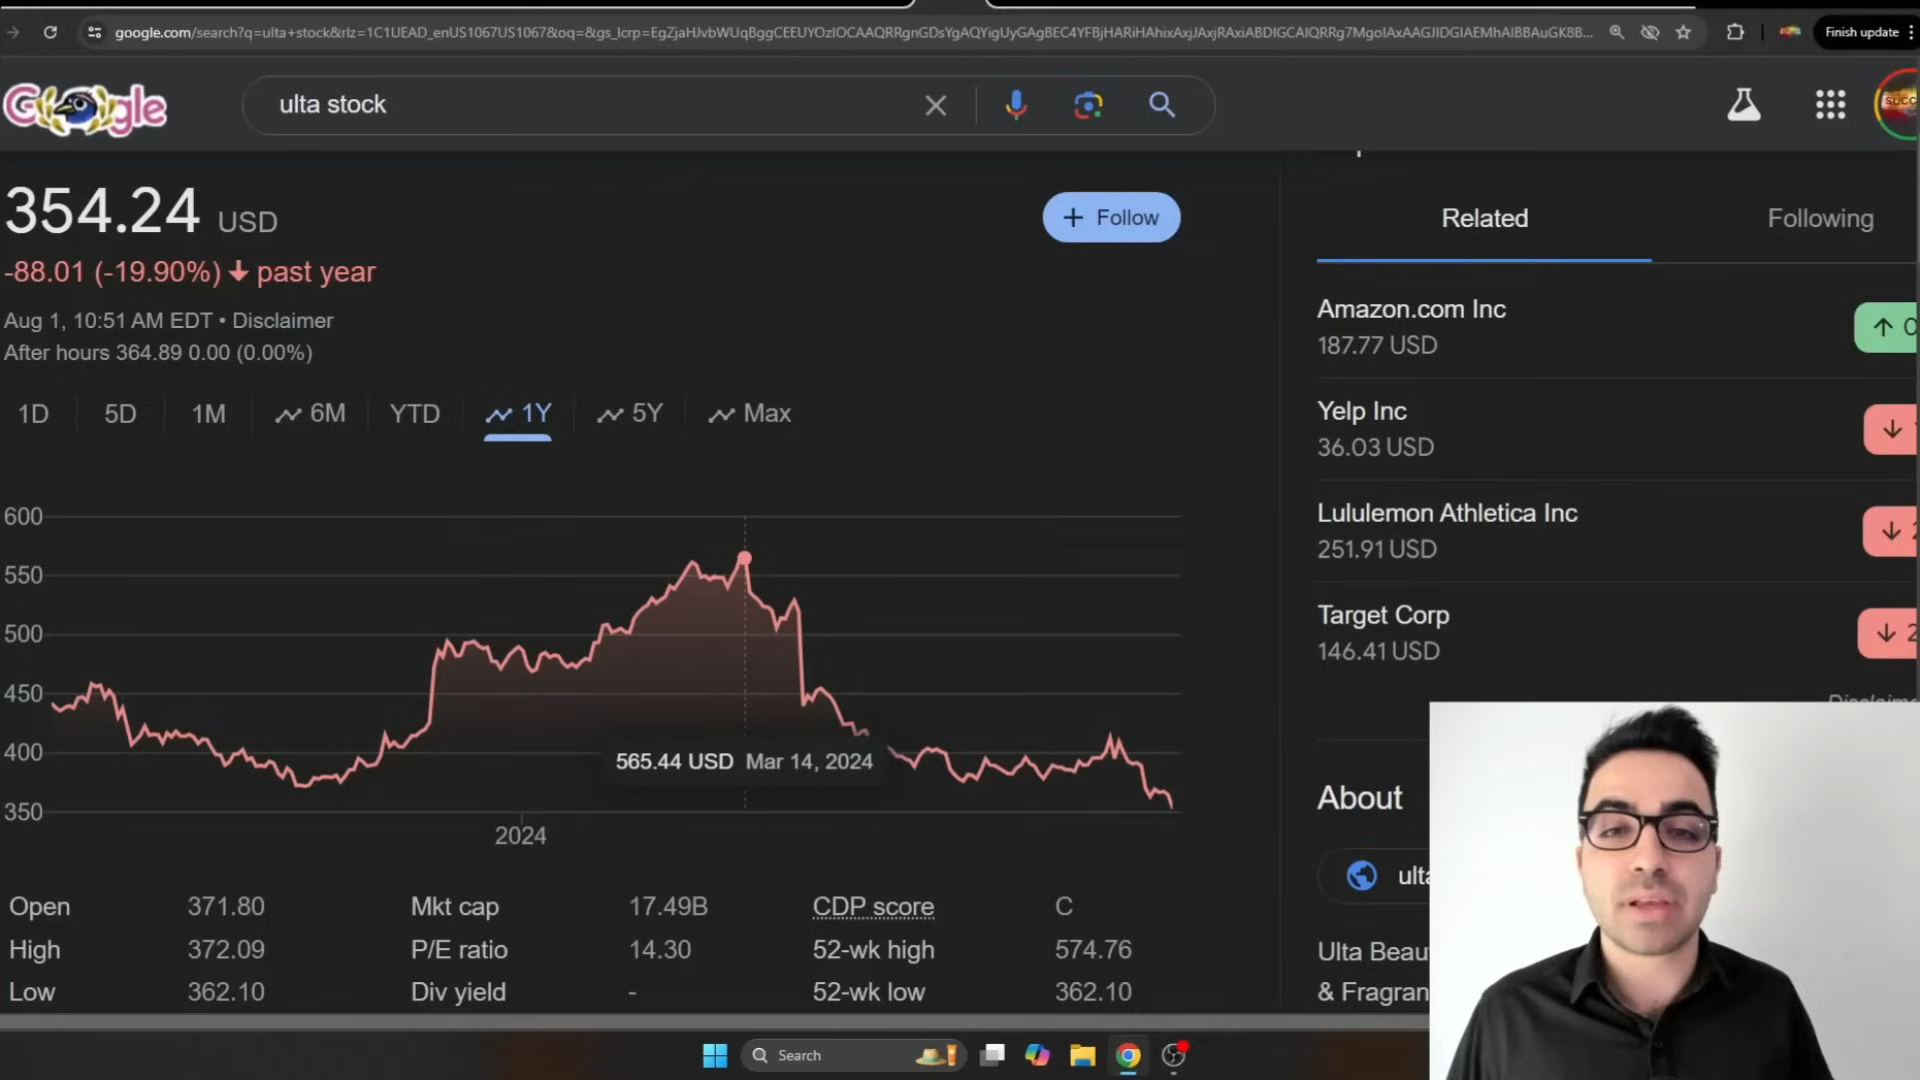 google.com/search?q=ulta+stock&rlz=1C1UEAD_enUS1067US1067&oq=&gs_lcrp=
Finish update
Google
ulta stock
354.24 USD
Follow
-88.01 (-19.90%) past year
Aug 1, 10:51 AM EDT • Disclaimer
After hours 364.89 0.00 (0.00%)
1D
5D
1M
6M
YTD
1Y
5Y
Max
600
550
500
450
400
350
565.44 USD Mar 14, 2024
2024
Open 371.80
High 372.09
Low 362.10
Mkt cap 17.49B
P/E ratio 14.30
Div yield -
CDP score C
52-wk high 574.76
52-wk low 362.10
Related
Following
Amazon.com Inc
187.77 USD
Yelp Inc
36.03 USD
Lululemon Athletica Inc
251.91 USD
Target Corp
146.41 USD
About
ulta
Ulta Beau
& Fragran
Search